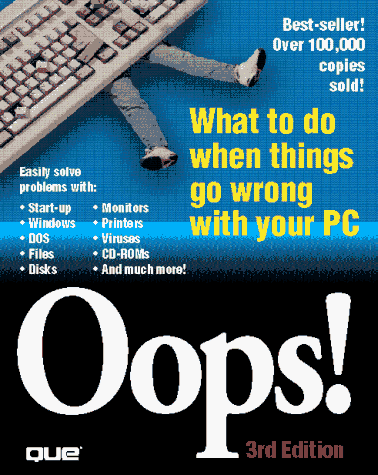 Best-seller!
Over 100,000
copies
sold!
What to do
when things
go wrong
with your PC
Easily solve
problems with:
• Start-up
• Windows
• DOS
• Files
• Disks
• Monitors
• Printers
• Viruses
• CD-ROMs
• And much more!
Oops!
que®
3rd Edition